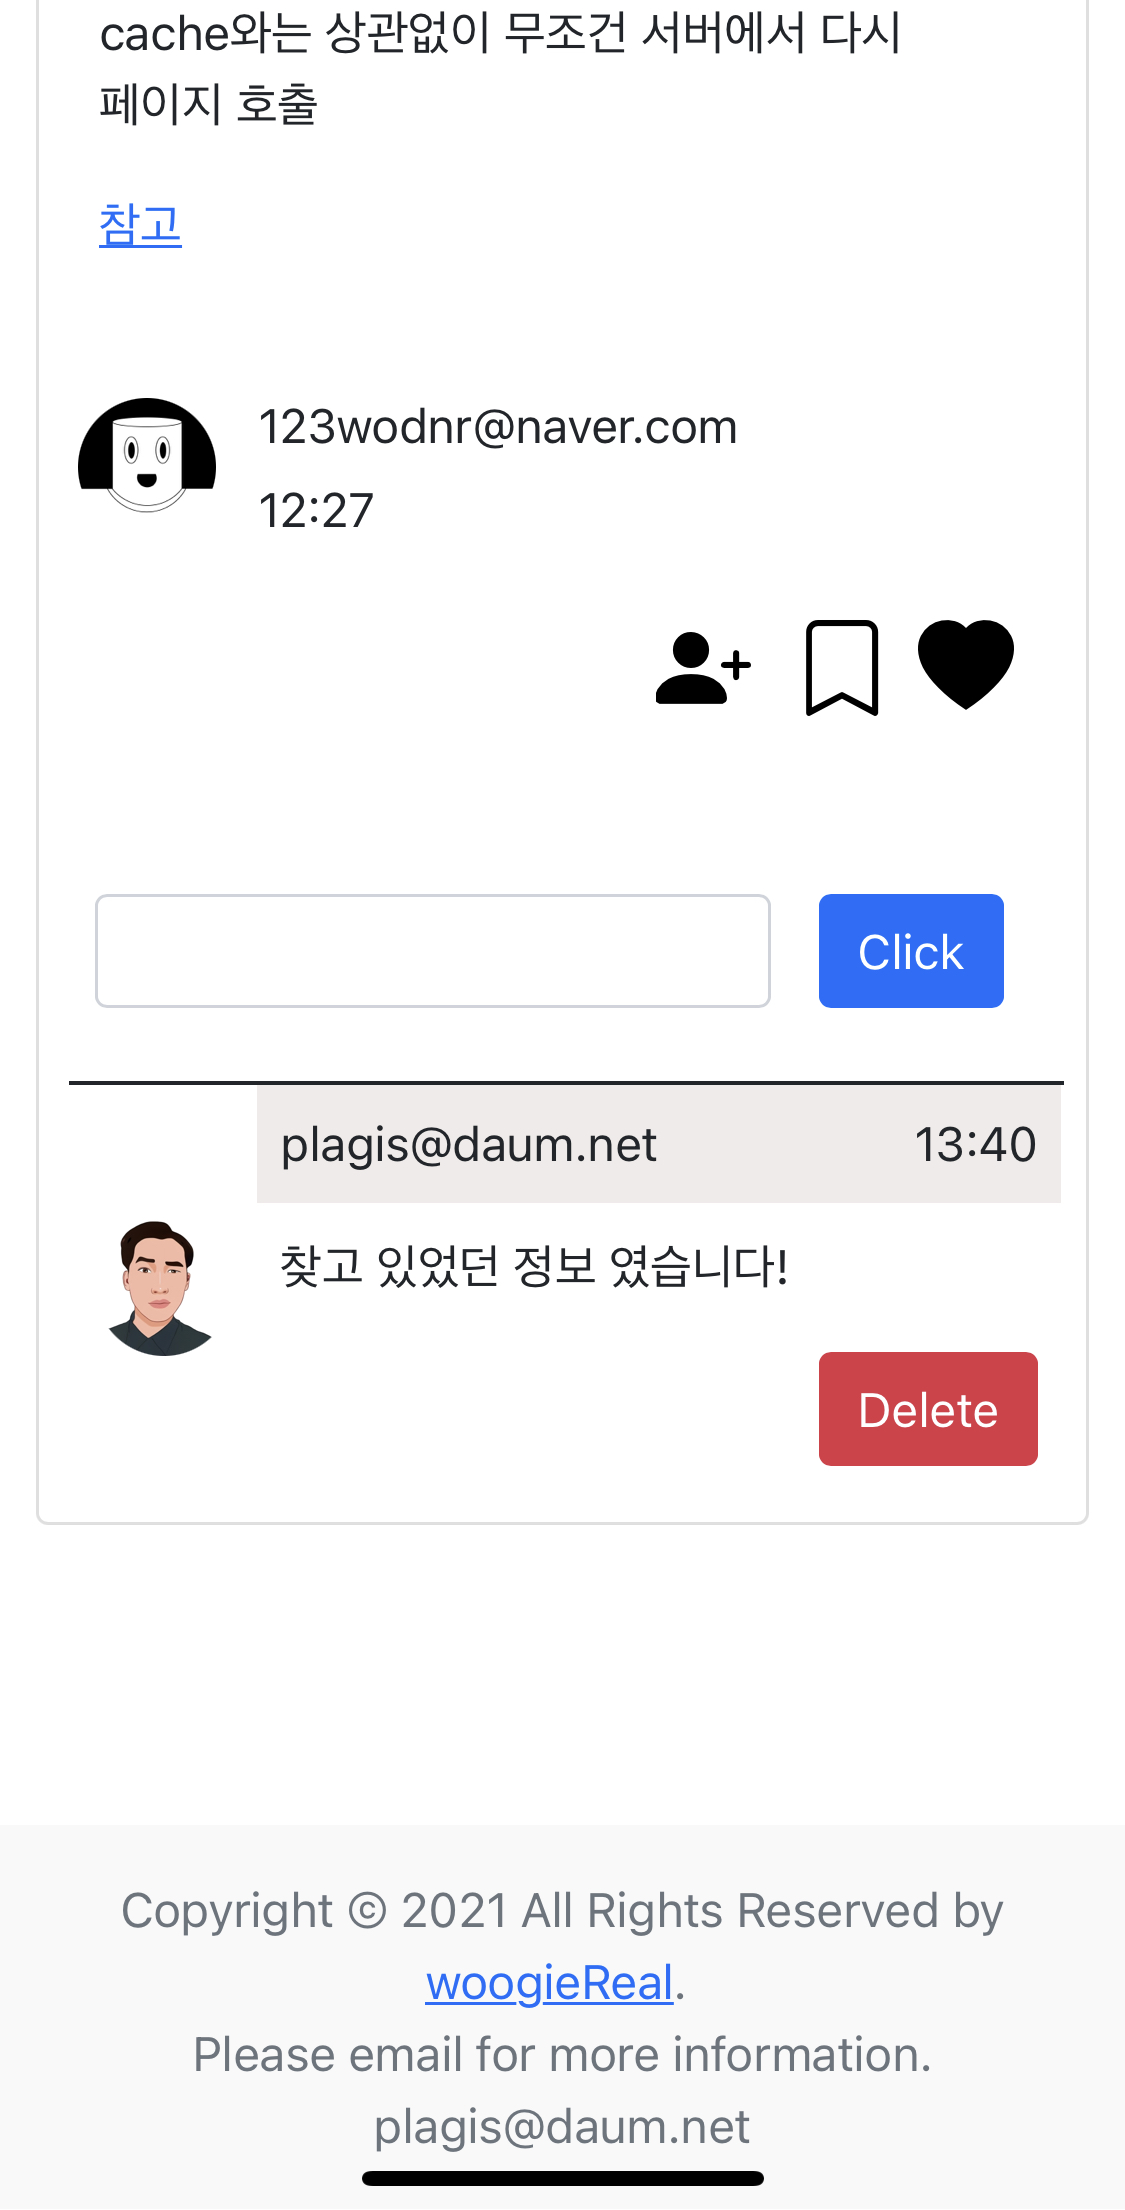 cache와는 상관없이 무조건 서버에서 다시
페이지 호출
참고
123wodnr@naver.com
12:27
Click
plagis@daum.net 13:40
찾고 있었던 정보 였습니다!
Delete
Copyright © 2021 All Rights Reserved by
woogieReal.
Please email for more information.
plagis@daum.net